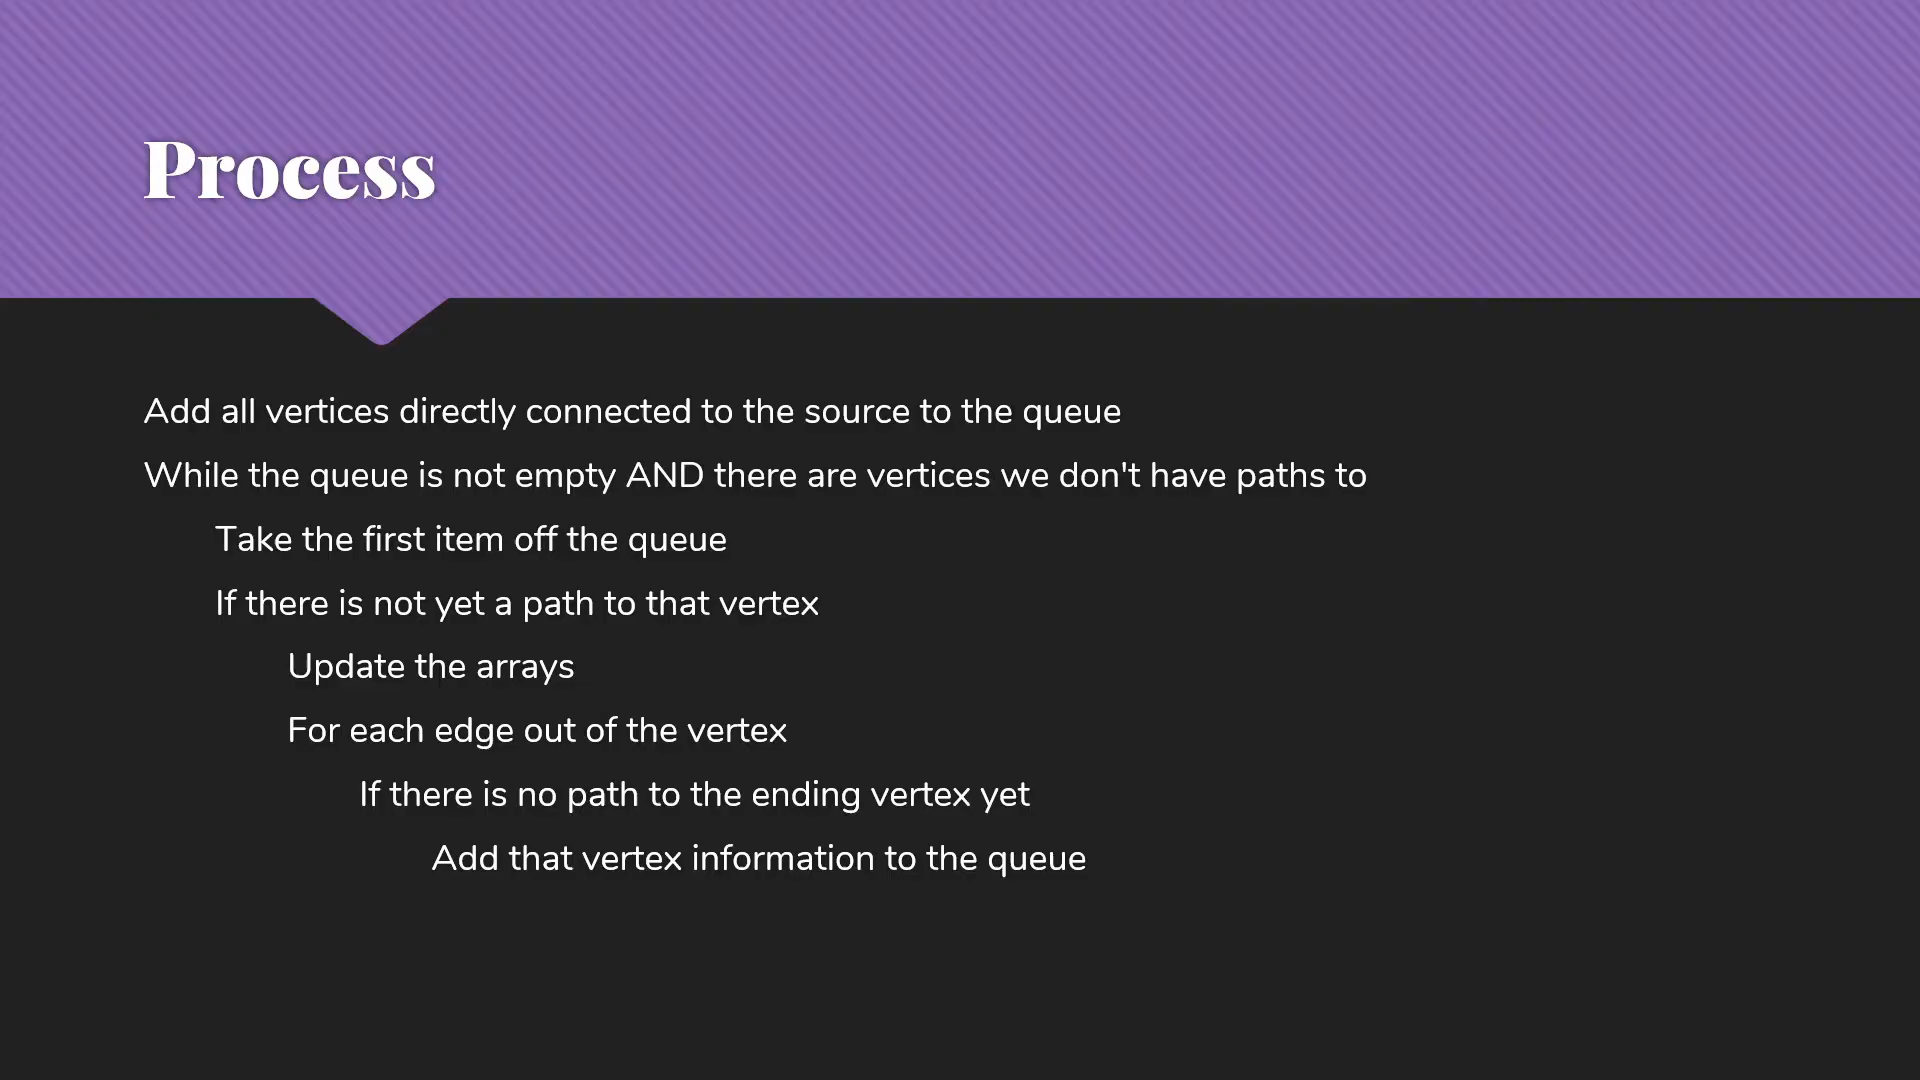 Process
Add all vertices directly connected to the source to the queue
While the queue is not empty AND there are vertices we don't have paths to
Take the first item off the queue
If there is not yet a path to that vertex
Update the arrays
For each edge out of the vertex
If there is no path to the ending vertex yet
Add that vertex information to the queue